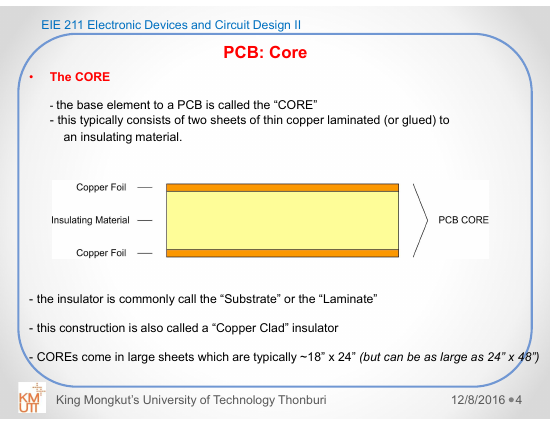 EIE 211 Electronic Devices and Circuit Design II
PCB: Core
• The CORE
- the base element to a PCB is called the “CORE”
- this typically consists of two sheets of thin copper laminated (or glued) to
an insulating material.
Copper Foil
Insulating Material
PCB CORE
Copper Foil
- the insulator is commonly call the “Substrate” or the “Laminate”
- this construction is also called a “Copper Clad” insulator
- COREs come in large sheets which are typically ~18” x 24” (but can be as large as 24” x 48”)
KM
UTT
King Mongkut’s University of Technology Thonburi
12/8/2016 •4